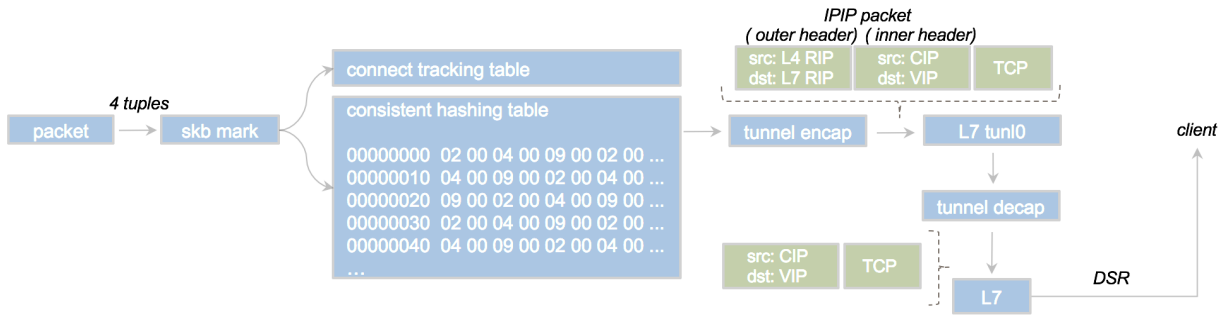 IPIP packet
( outer header) ( inner header)
src: L4 RIP
dst: L7 RIP
src: CIP
dst: VIP
TCP
connect tracking table
4 tuples
packet
skb mark
consistent hashing table
00000000 02 00 04 00 09 00 02 00 ...
00000010 04 00 09 00 02 00 04 00 ...
00000020 09 00 02 00 04 00 09 00 ...
00000030 02 00 04 00 09 00 02 00 ...
00000040 04 00 09 00 02 00 04 00 ...
...
tunnel encap
L7 tunl0
client
tunnel decap
src: CIP
dst: VIP
TCP
L7
DSR